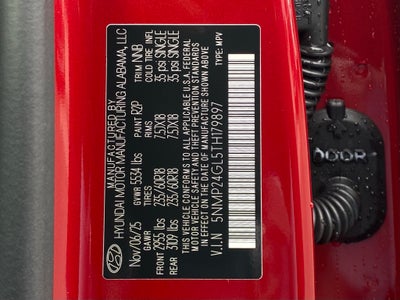 MANUFACTURED BY
HYUNDAI MOTOR MANUFACTURING ALABAMA, LLC
Nov/06/25 GVWR 5534 lbs PAINT R2P TRIM NNB
GAWR TIRES RIMS COLD TIRE INFL
FRONT 2955 lbs 235/60R18 7.5JX18 35 psi SINGLE
REAR 3109 lbs 235/60R18 7.5JX18 35 psi SINGLE
THIS VEHICLE CONFORMS TO ALL APPLICABLE U.S.A. FEDERAL
MOTOR VEHICLE SAFETY AND THEFT PREVENTION STANDARDS
IN EFFECT ON THE DATE OF MANUFACTURE SHOWN ABOVE.
V.I.N 5NMP24GL5TH179897 TYPE: MPV
DOOR